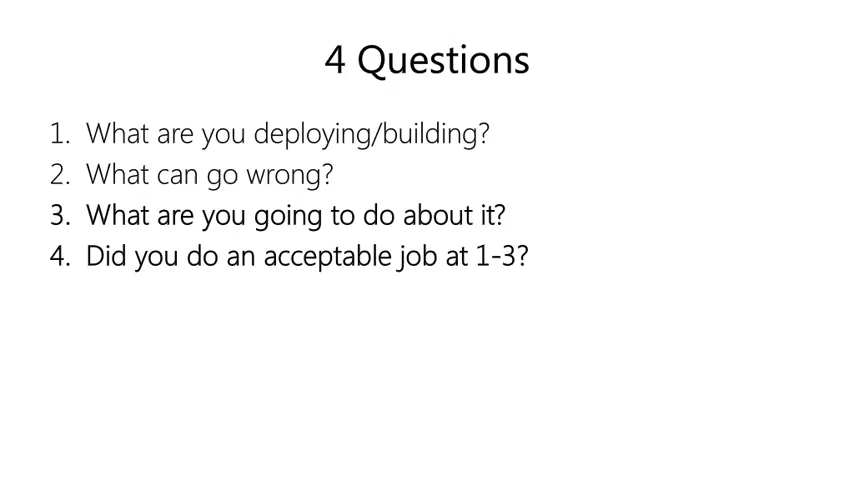 4 Questions
1. What are you deploying/building?
2. What can go wrong?
3. What are you going to do about it?
4. Did you do an acceptable job at 1-3?